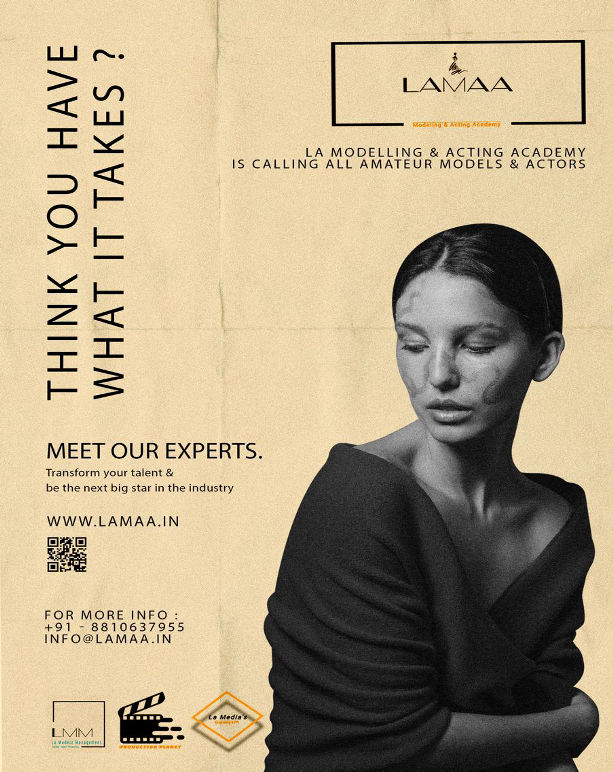 THINK YOU HAVE
WHAT IT TAKES ?
LAMAA
Modeling & Acting Academy
LA MODELLING & ACTING ACADEMY
IS CALLING ALL AMATEUR MODELS & ACTORS
MEET OUR EXPERTS.
Transform your talent &
be the next big star in the industry
WWW.LAMAA.IN
FOR MORE INFO :
+91 - 8810637955
INFO@LAMAA.IN
LMM
La Models Management
PRODUCTION PLANET
La Media's